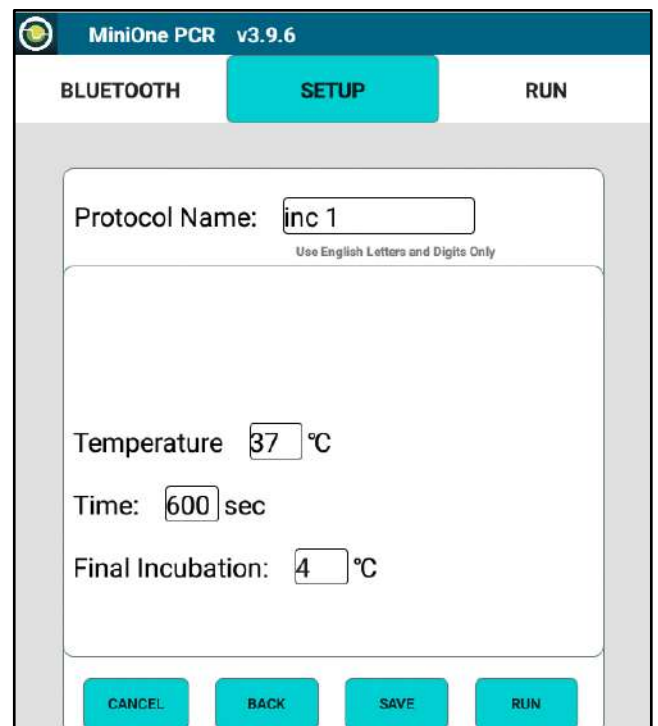 MiniOne PCR v3.9.6
BLUETOOTH SETUP RUN
Protocol Name: inc 1
Use English Letters and Digits Only
Temperature 37 °C
Time: 600 sec
Final Incubation: 4 °C
CANCEL BACK SAVE RUN